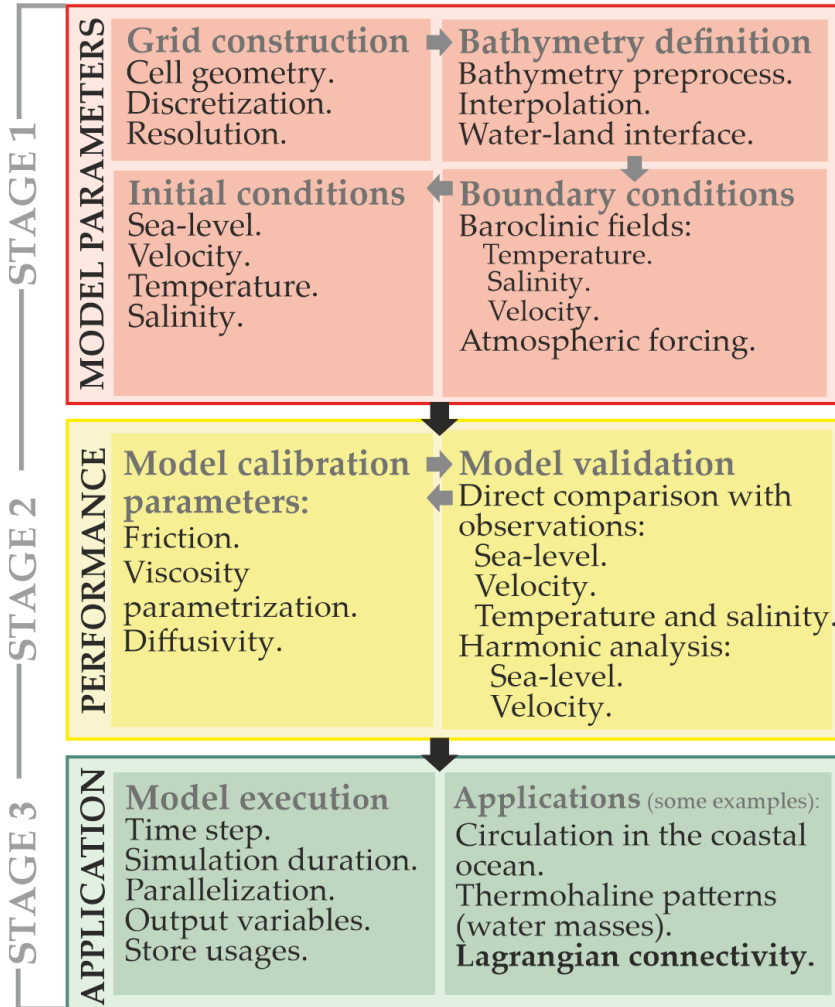 STAGE 1
MODEL PARAMETERS
Grid construction
Cell geometry.
Discretization.
Resolution.
Bathymetry definition
Bathymetry preprocess.
Interpolation.
Water-land interface.
Initial conditions
Sea-level.
Velocity.
Temperature.
Salinity.
Boundary conditions
Baroclinic fields:
Temperature.
Salinity.
Velocity.
Atmospheric forcing.
STAGE 2
PERFORMANCE
Model calibration
parameters:
Friction.
Viscosity
parametrization.
Diffusivity.
Model validation
Direct comparison with
observations:
Sea-level.
Velocity.
Temperature and salinity.
Harmonic analysis:
Sea-level.
Velocity.
STAGE 3
APPLICATION
Model execution
Time step.
Simulation duration.
Parallelization.
Output variables.
Store usages.
Applications (some examples):
Circulation in the coastal
ocean.
Thermohaline patterns
(water masses).
Lagrangian connectivity.